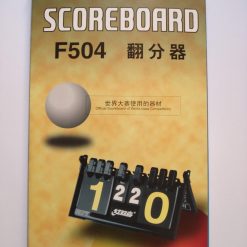 SCOREBOARD
F504 翻分器
世界大赛使用的器材
Official Scoreboard of World-class Competitions
1 2 2 0